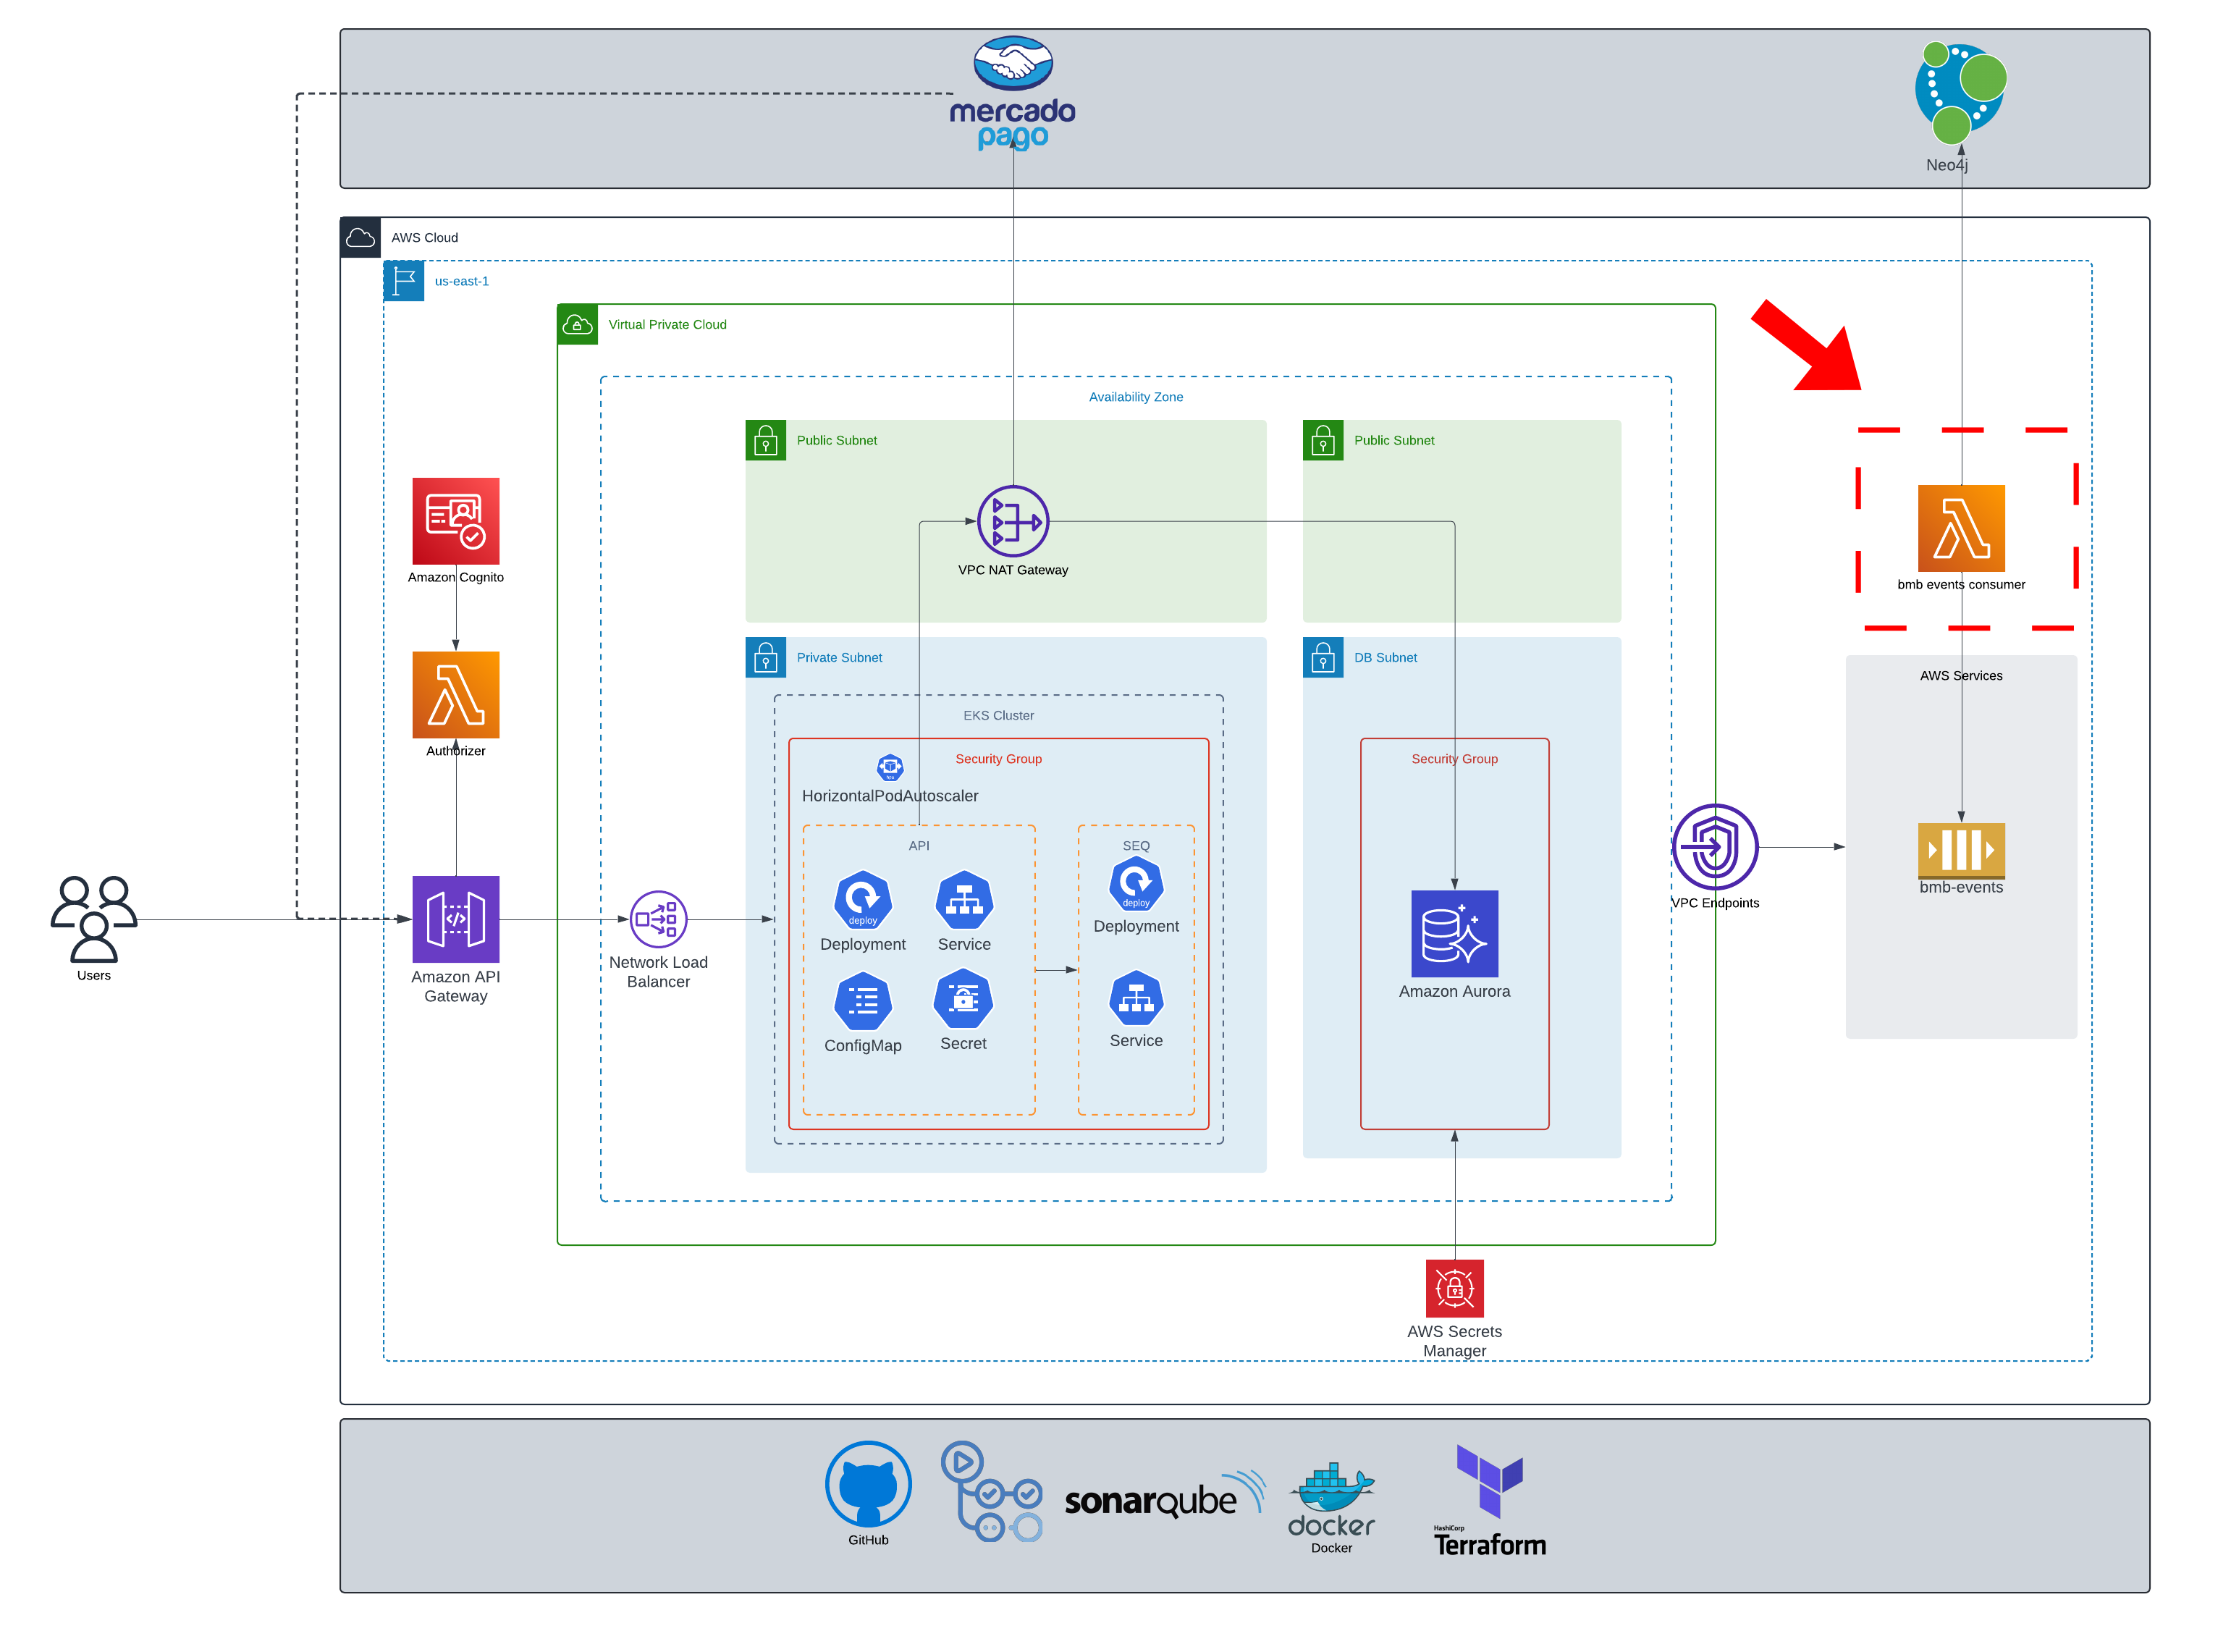 mercado
pago
Neo4j
AWS Cloud
us-east-1
Virtual Private Cloud
Availability Zone
Public Subnet
Public Subnet
VPC NAT Gateway
Amazon Cognito
bmb events consumer
Private Subnet
DB Subnet
AWS Services
EKS Cluster
Authorizer
Security Group
Security Group
HorizontalPodAutoscaler
API
SEQ
deploy
Deployment
Service
deploy
Deployment
bmb-events
VPC Endpoints
Users
Amazon API
Gateway
Network Load
Balancer
ConfigMap
Secret
Service
Amazon Aurora
AWS Secrets
Manager
GitHub
sonarqube
docker
Docker
HashiCorp
Terraform